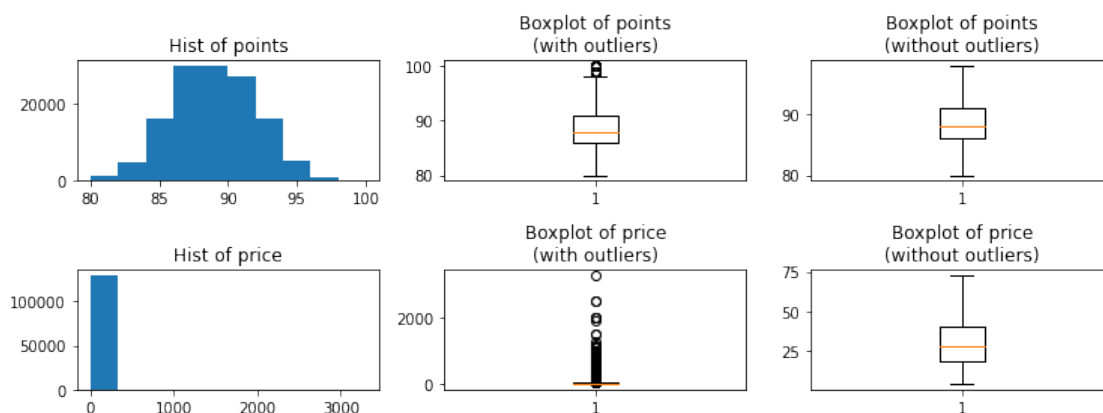 Hist of points
20000
0
80 85 90 95 100
Boxplot of points
(with outliers)
100
90
80
1
Boxplot of points
(without outliers)
90
80
1
Hist of price
100000
50000
0
0 1000 2000 3000
Boxplot of price
(with outliers)
2000
0
1
Boxplot of price
(without outliers)
75
50
25
1